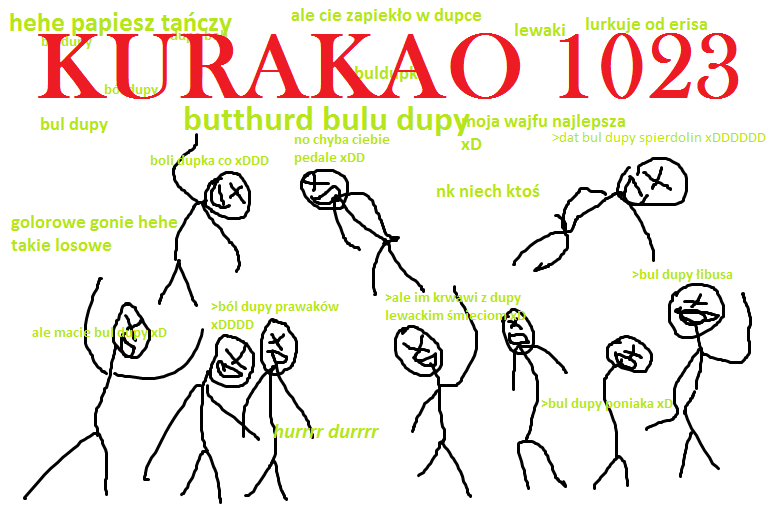 hehe papiesz tańczy
ale cie zapiekło w dupce
lewaki
lurkuje od erisa
KURAKAO 1023
buldupki
ból dupy
bul dupy
butthurd bulu dupy
moja wajfu najlepsza
xD
>dat bul dupy spierdolin xDDDDDD
no chyba ciebie
pedale xDD
boli dupka co xDDD
nk niech ktoś
golorowe gonie hehe
takie losowe
>bul dupy łibusa
>ból dupy prawaków
xDDDD
>ale im krwawi z dupy
lewackim śmieciom xD
ale macie bul dupy xD
>bul dupy poniaka xD
hurrrr durrrr